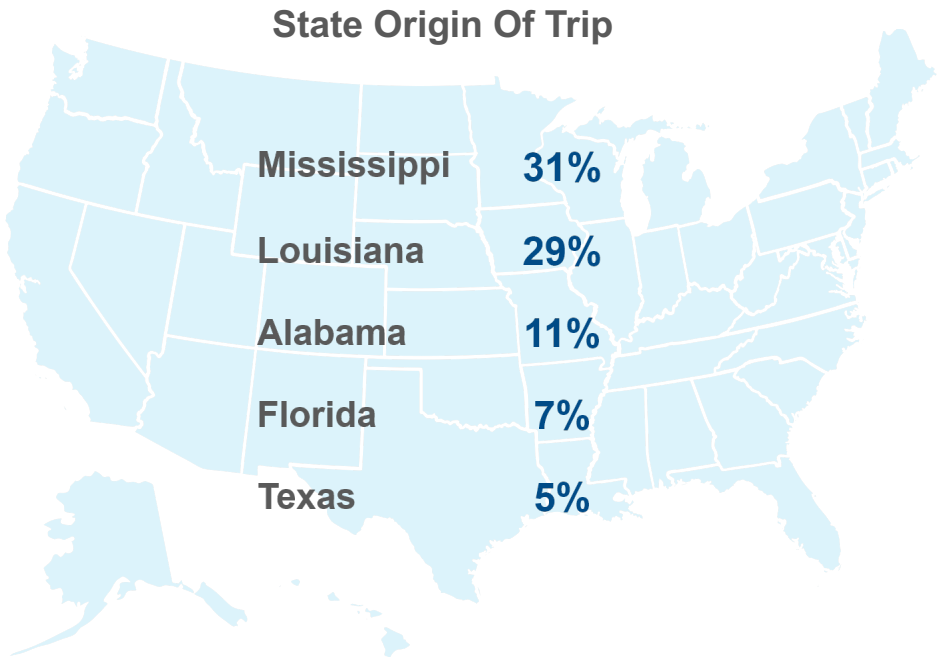 State Origin Of Trip
Mississippi 31%
Louisiana 29%
Alabama 11%
Florida 7%
Texas 5%